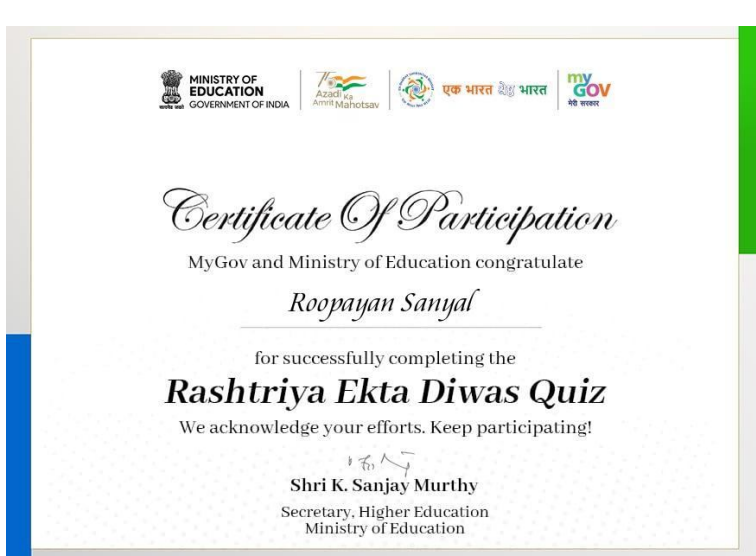 MINISTRY OF
EDUCATION
GOVERNMENT OF INDIA
Azadi Ka
Amrit Mahotsav
एक भारत श्रेष्ठ भारत
my
GOV
मेरी सरकार
Certificate Of Participation
MyGov and Ministry of Education congratulate
Roopayan Sanyal
for successfully completing the
Rashtriya Ekta Diwas Quiz
We acknowledge your efforts. Keep participating!
Shri K. Sanjay Murthy
Secretary, Higher Education
Ministry of Education